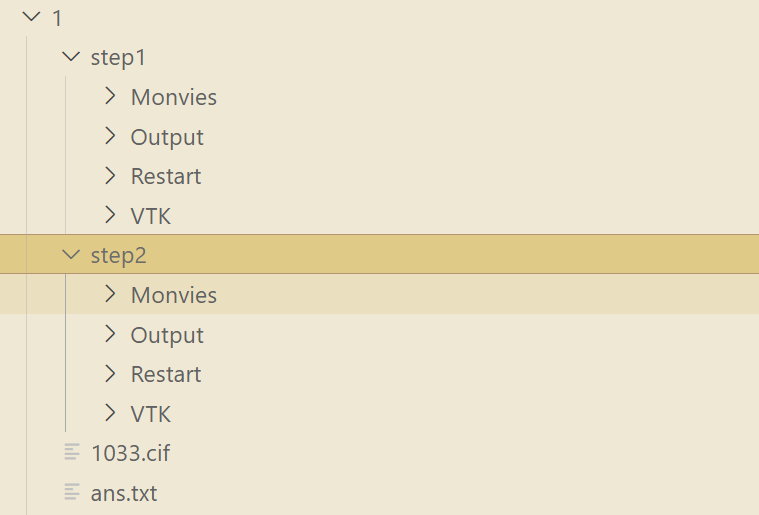 1
step1
Monvies
Output
Restart
VTK
step2
Monvies
Output
Restart
VTK
1033.cif
ans.txt